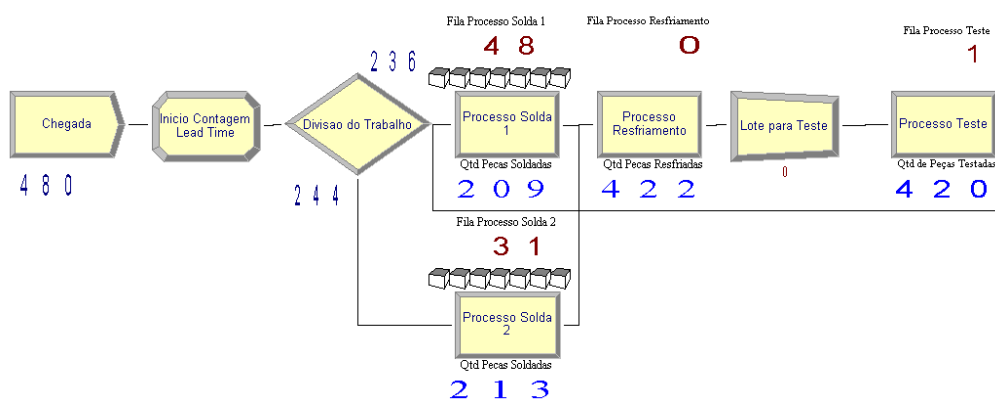 Fila Processo Solda 1
4 8
Fila Processo Resfriamento
0
Fila Processo Teste
1
2 3 6
Chegada
4 8 0
Inicio Contagem
Lead Time
Divisao do Trabalho
2 4 4
Processo Solda
1
Qtd Pecas Soldadas
2 0 9
Processo
Resfriamento
Qtd Pecas Resfriadas
4 2 2
Lote para Teste
0
Processo Teste
Qtd de Peças Testadas
4 2 0
Fila Processo Solda 2
3 1
Processo Solda
2
Qtd Pecas Soldadas
2 1 3